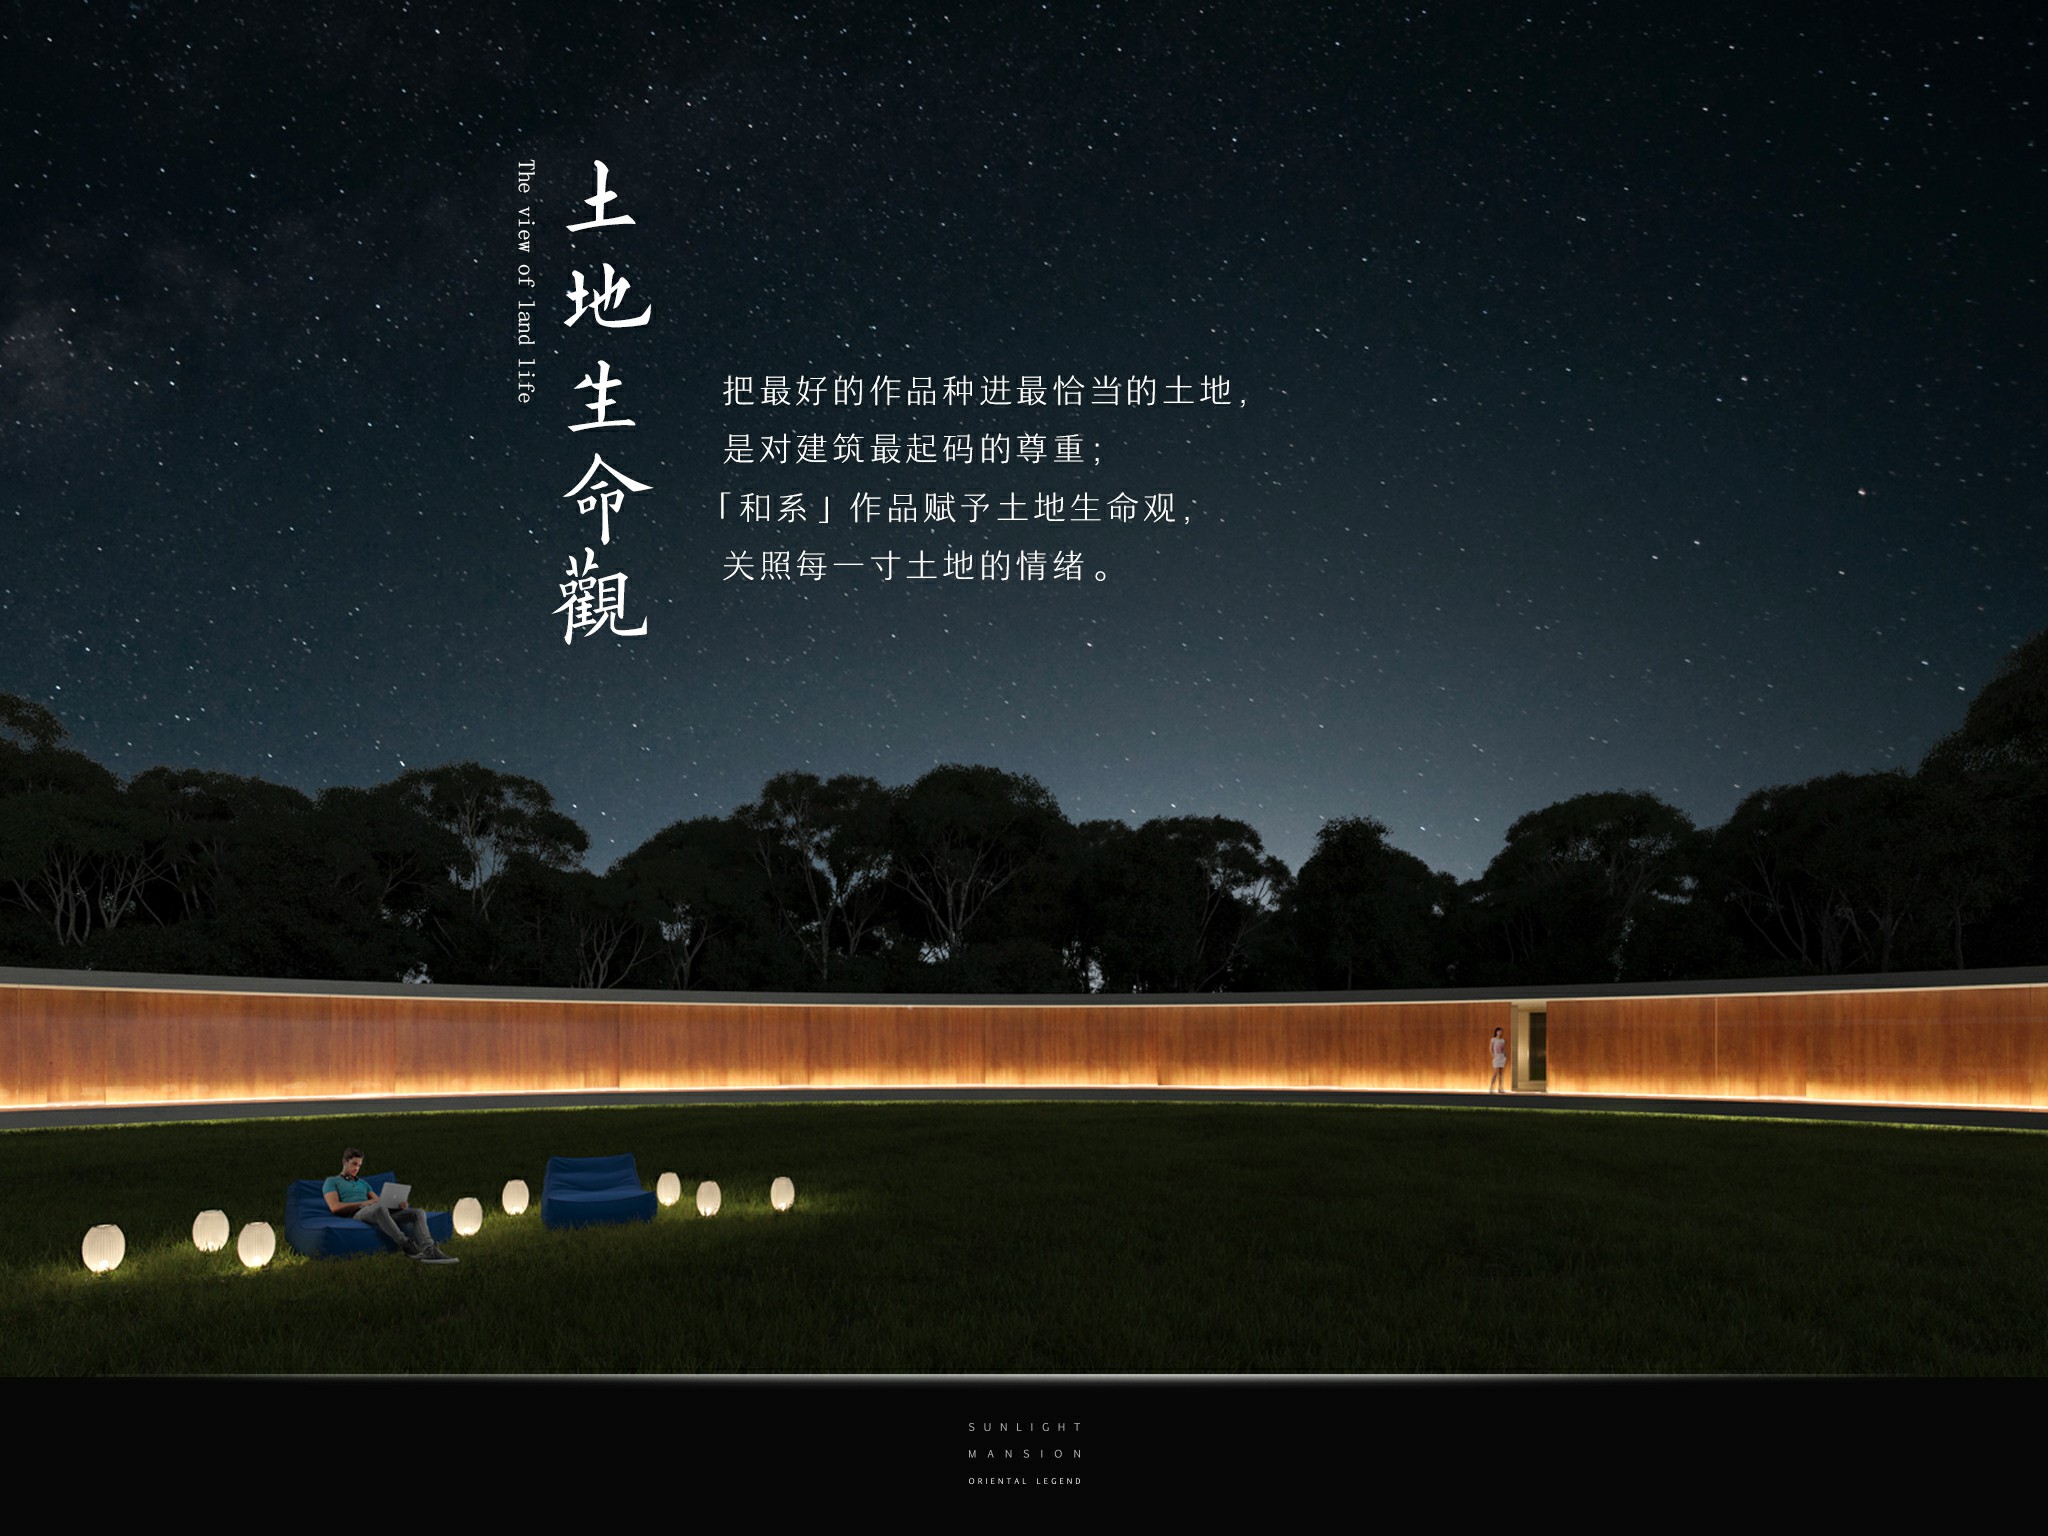 土地生命觀
The view of land life
把最好的作品种进最恰当的土地,
是对建筑最起码的尊重;
「和系」作品赋予土地生命观,
关照每一寸土地的情绪。
SUNLIGHT
MANSION
ORIENTAL LEGEND